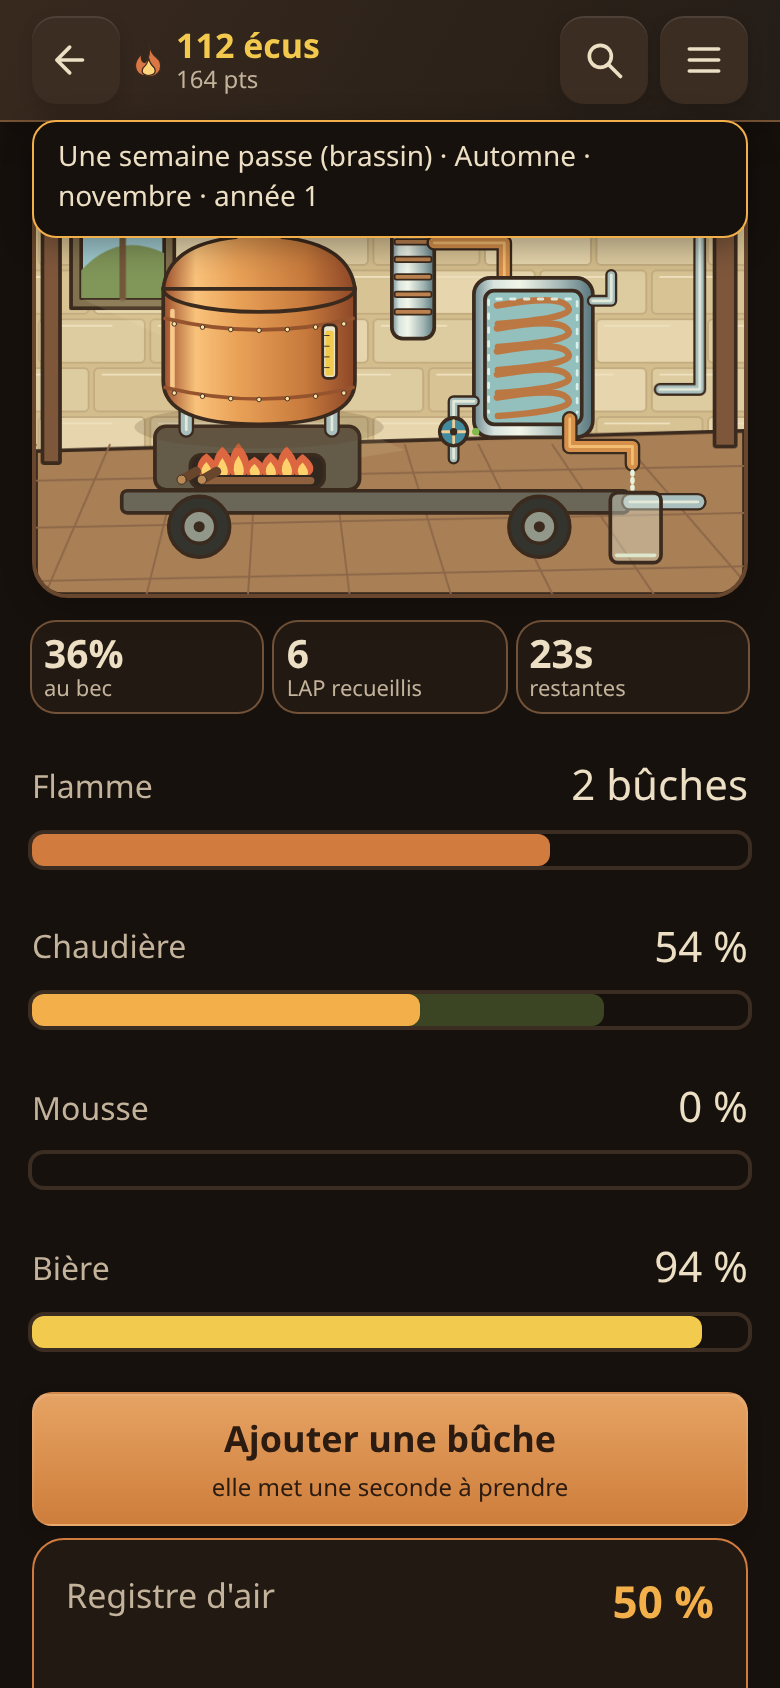 112 écus
164 pts
Une semaine passe (brassin) · Automne ·
novembre · année 1
36%
au bec
6
LAP recueillis
23s
restantes
Flamme
2 bûches
Chaudière
54 %
Mousse
0 %
Bière
94 %
Ajouter une bûche
elle met une seconde à prendre
Registre d'air
50 %